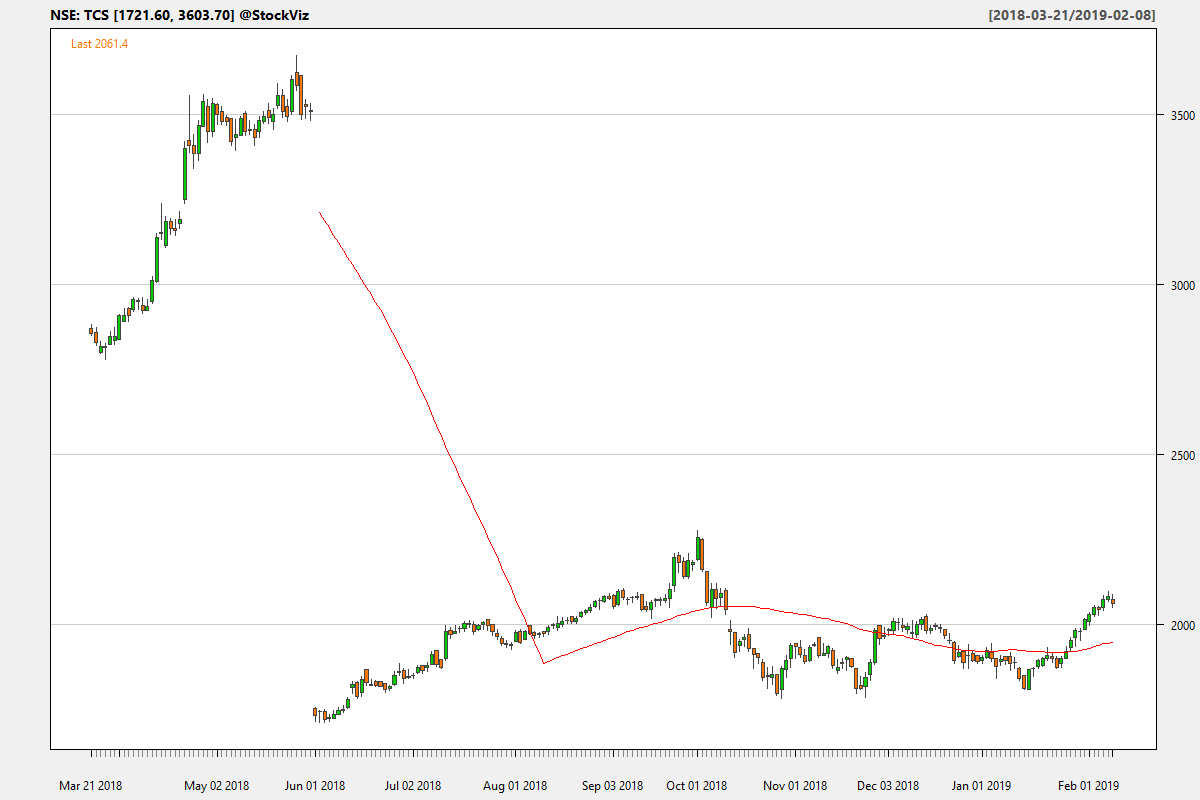 NSE: TCS [1721.60, 3603.70] @StockViz [2018-03-21/2019-02-08]
Last 2061.4
3500
3000
2500
2000
Mar 21 2018 May 02 2018 Jun 01 2018 Jul 02 2018 Aug 01 2018 Sep 03 2018 Oct 01 2018 Nov 01 2018 Dec 03 2018 Jan 01 2019 Feb 01 2019